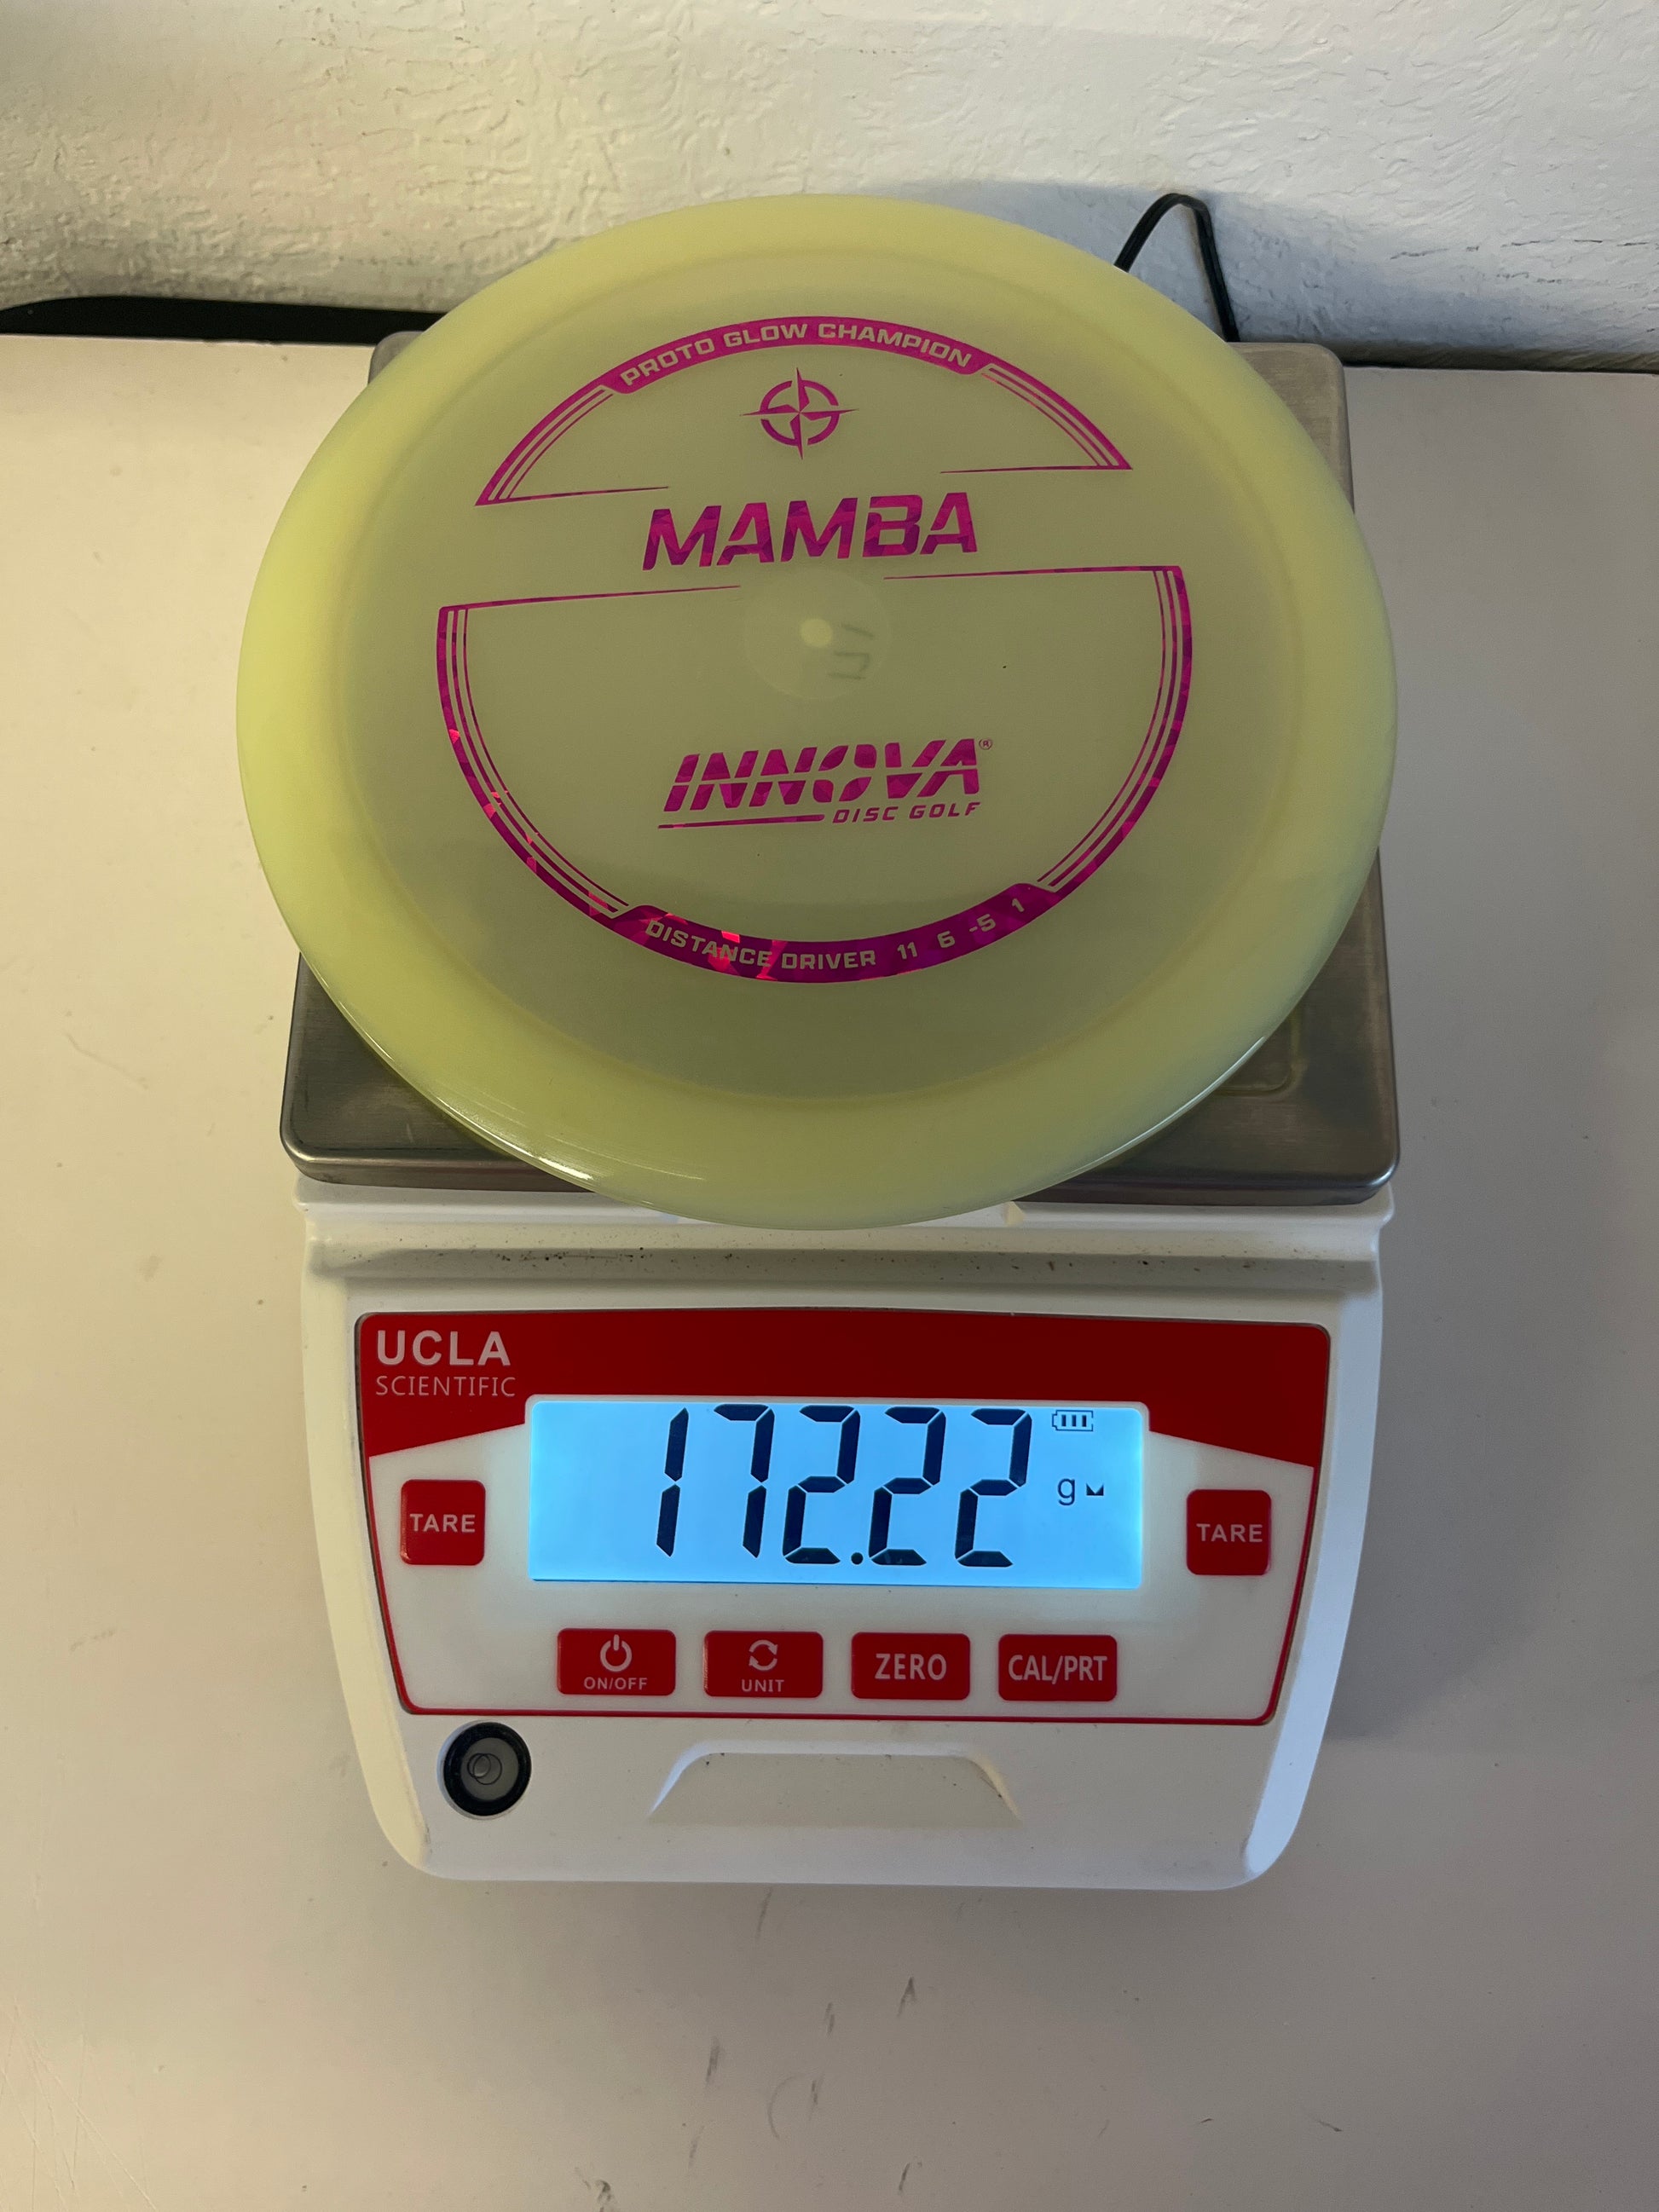 PROTO GLOW CHAMPION
MAMBA
INNOVA®
DISC GOLF
DISTANCE DRIVER 11 6 -5 1
UCLA
SCIENTIFIC
172.22 g
TARE
TARE
ON/OFF
UNIT
ZERO
CAL/PRT